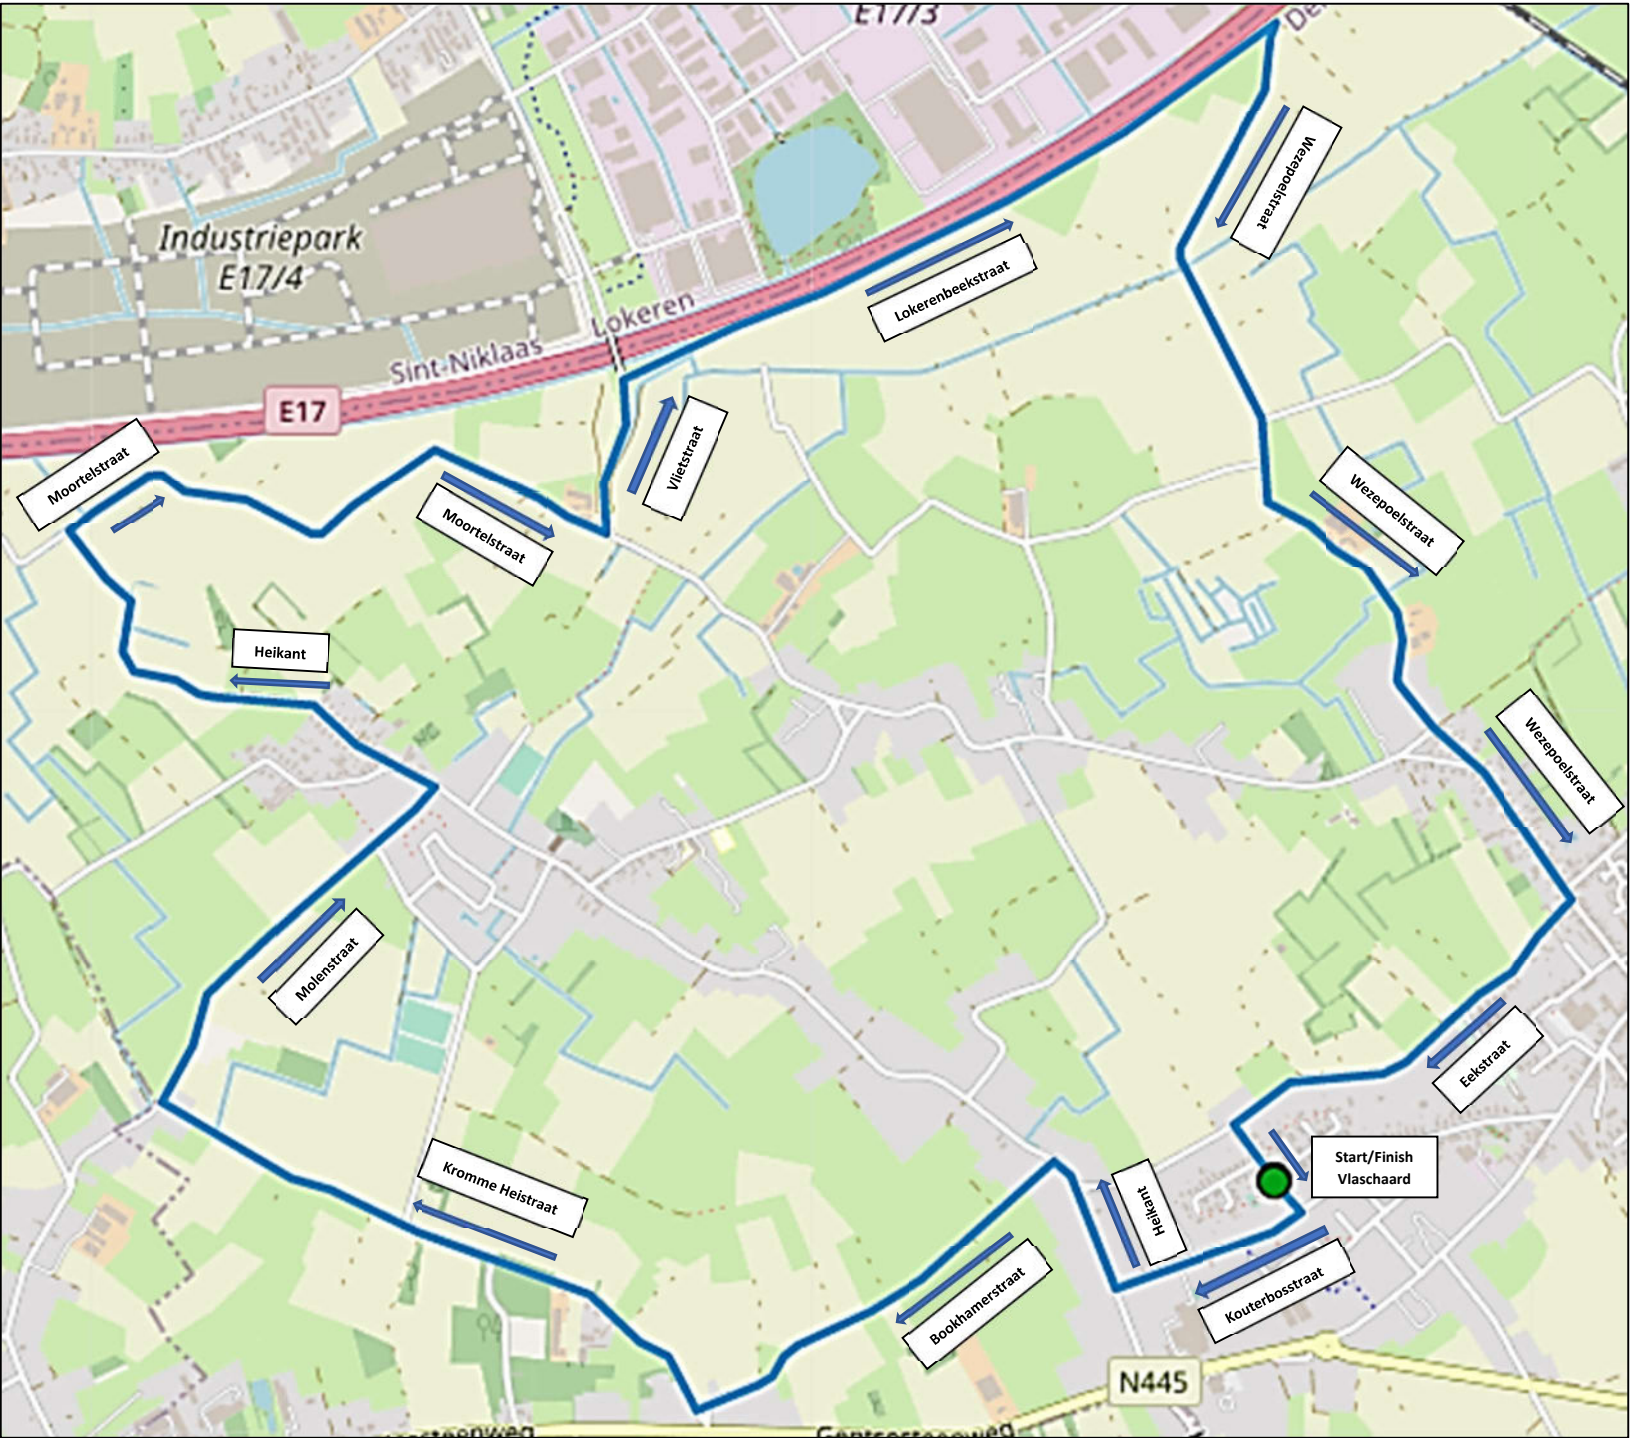 E17/3
Wezepoelstraat
Industriepark
E17/4
Lokerenbeekstraat
Lokeren
Sint-Niklaas
E17
Moortelstraat
Vlietstraat
Moortelstraat
Wezepoelstraat
Heikant
Wezepoelstraat
Molenstraat
Eekstraat
Start/Finish
Vlaschaard
Kromme Heistraat
Heikant
Kouterbosstraat
Bookhamerstraat
N445